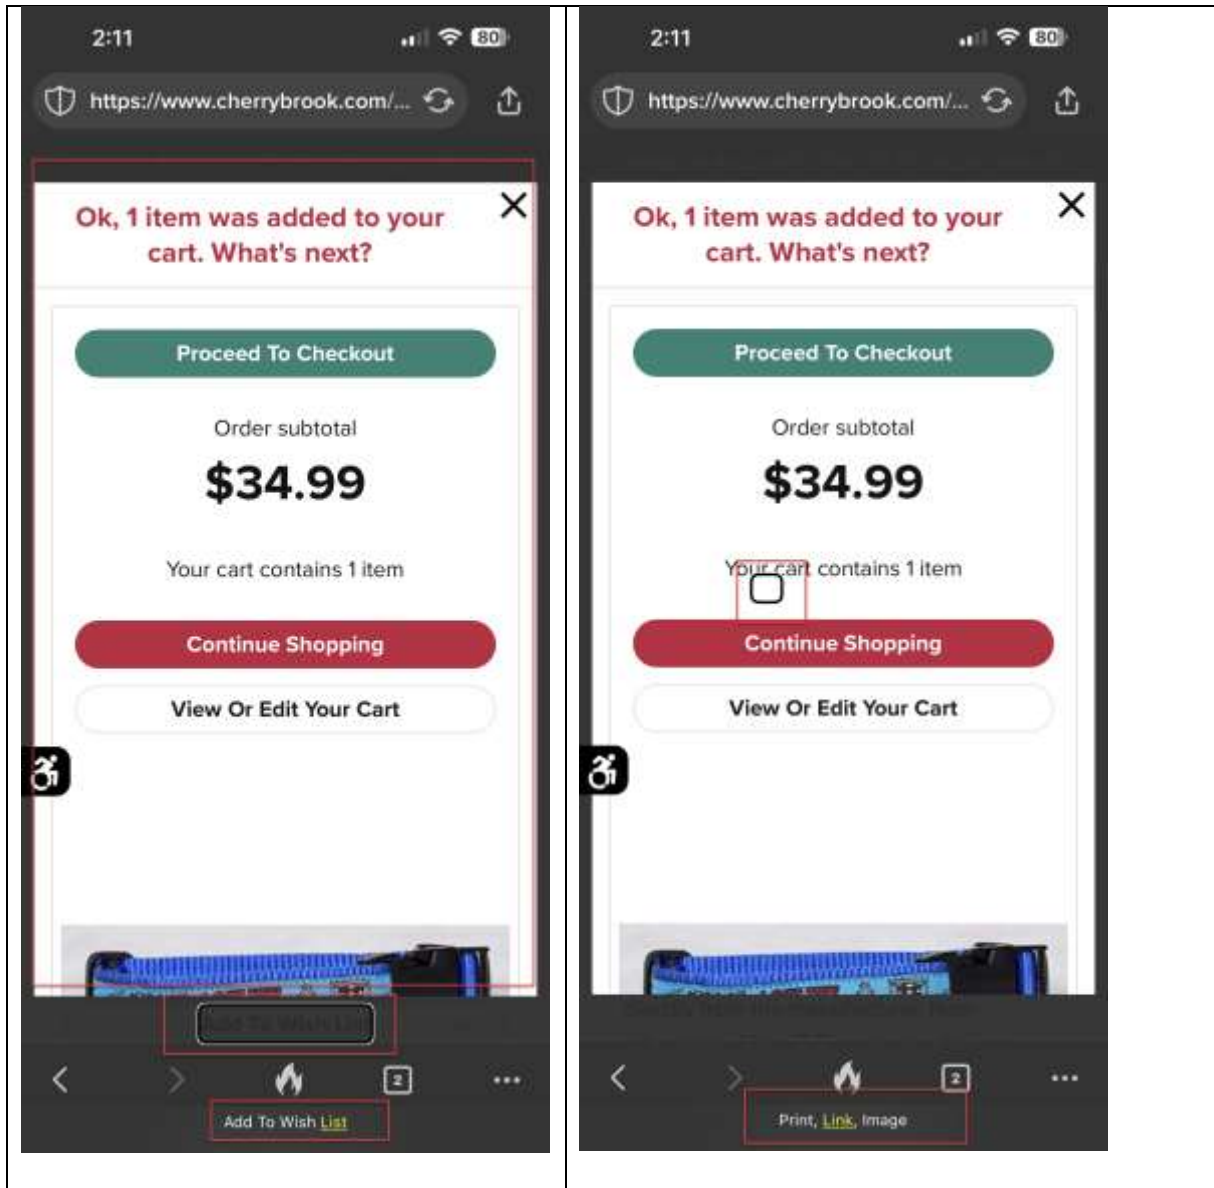 2:11
80
https://www.cherrybrook.com/...
Ok, 1 item was added to your
cart. What's next?
Proceed To Checkout
Order subtotal
$34.99
Your cart contains 1 item
Continue Shopping
View Or Edit Your Cart
Add To Wish List
2
Add To Wish List
2:11
80
https://www.cherrybrook.com/...
Ok, 1 item was added to your
cart. What's next?
Proceed To Checkout
Order subtotal
$34.99
Your cart contains 1 item
Continue Shopping
View Or Edit Your Cart
2
Print, Link, Image